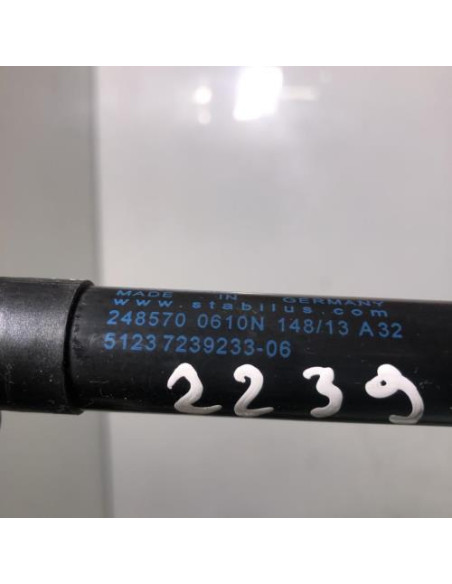 MADE IN GERMANY
www.stabilus.com
248570 0610N 148/13 A32
5123 7239233-06
2239